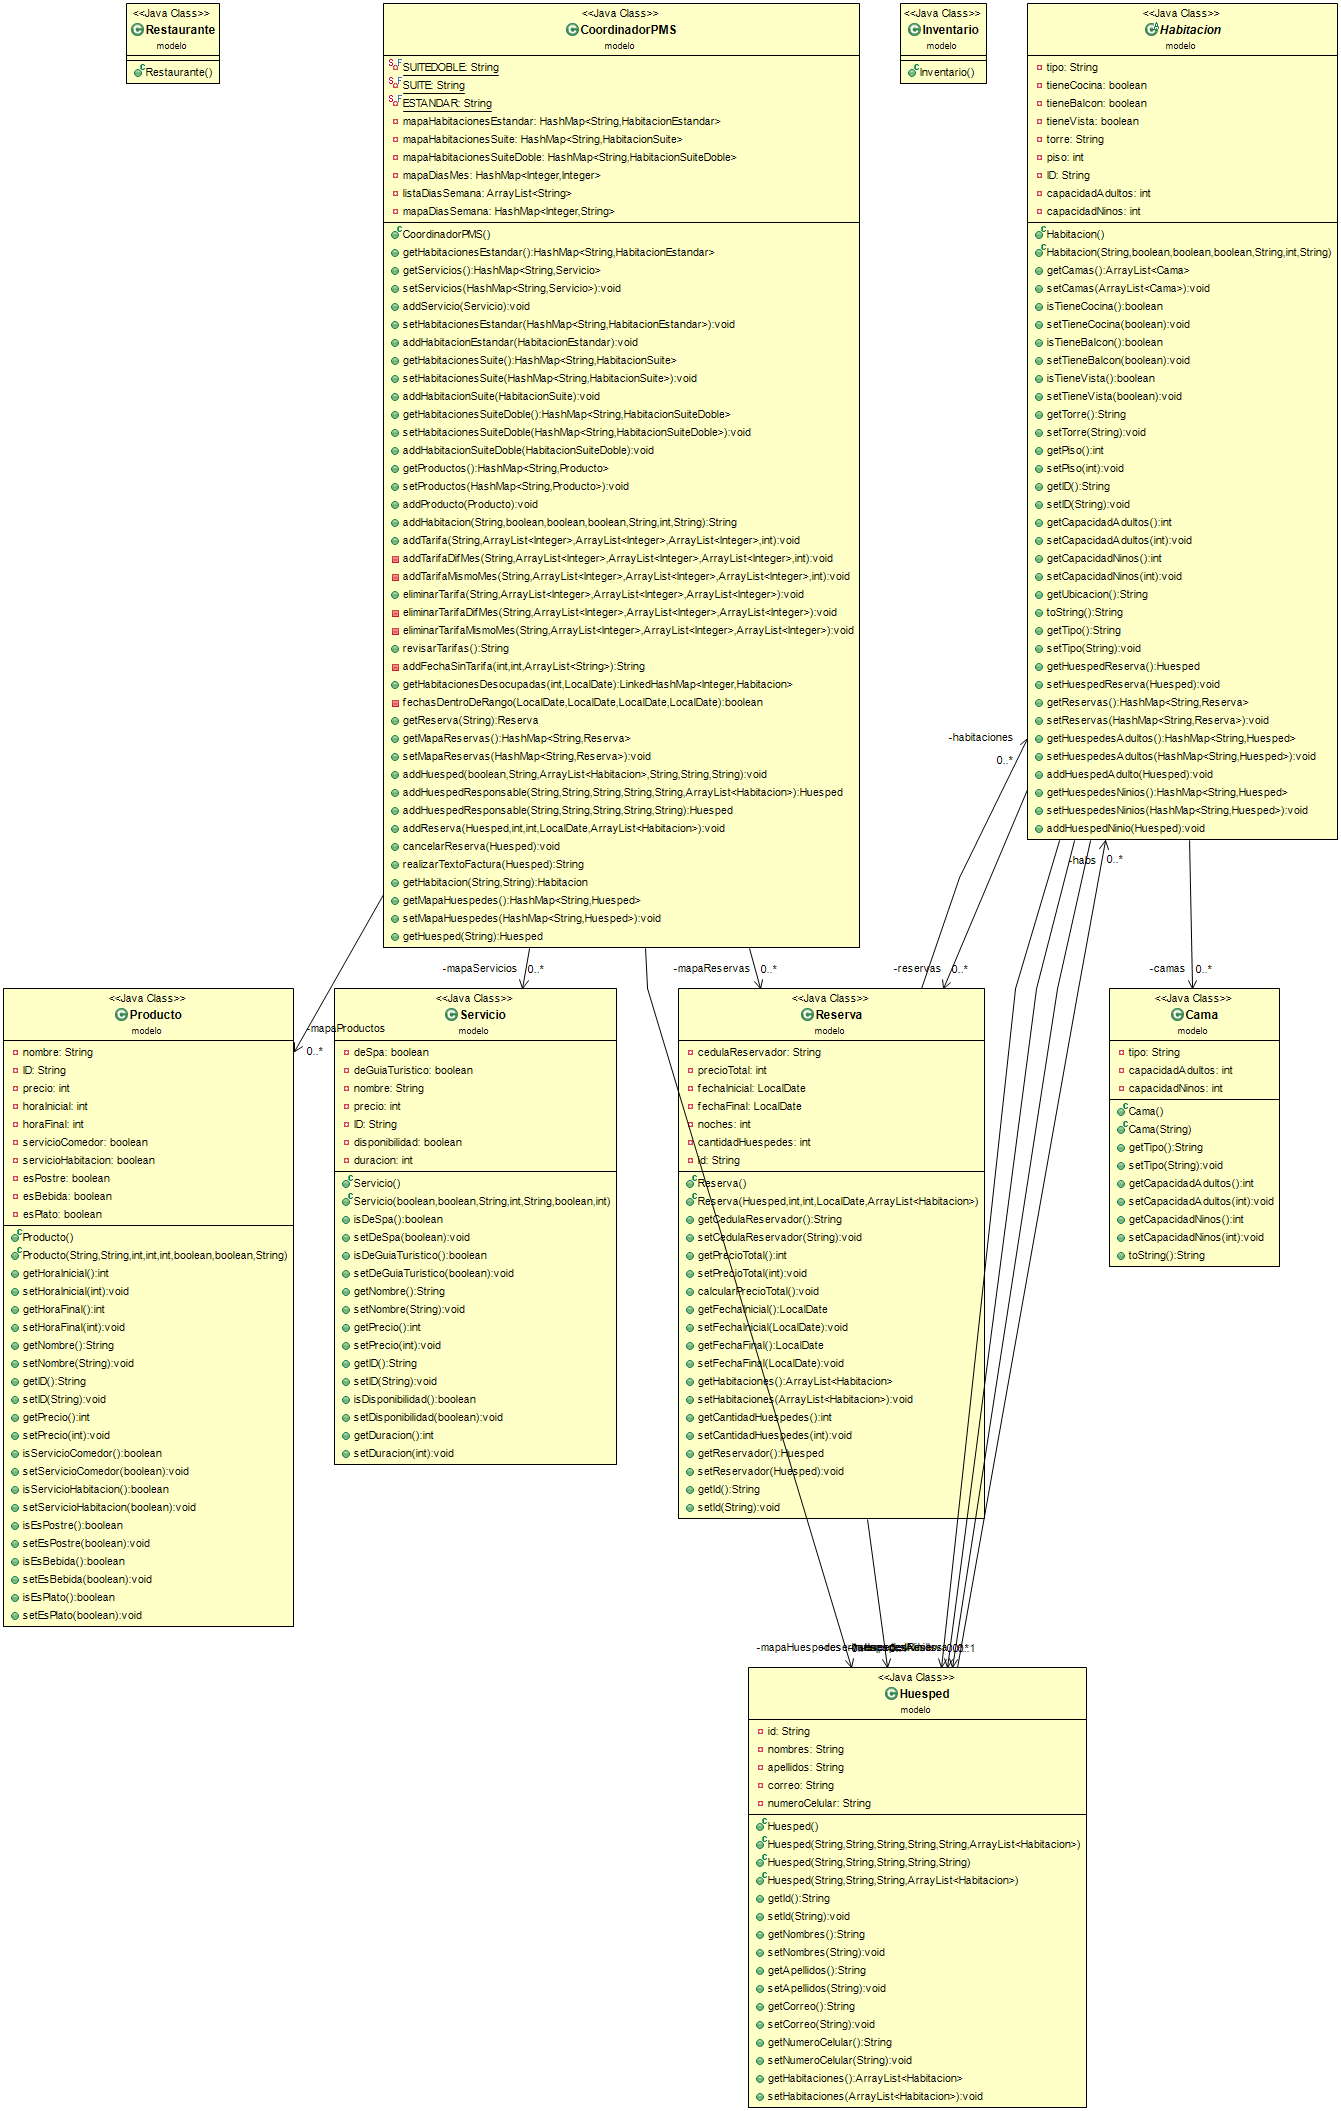 <<Java Class>>
Restaurante
modelo
Restaurante()
<<Java Class>>
CoordinadorPMS
modelo
SUITEDOBLE: String
SUITE: String
ESTANDAR: String
mapaHabitacionesEstandar: HashMap<String,HabitacionEstandar>
mapaHabitacionesSuite: HashMap<String,HabitacionSuite>
mapaHabitacionesSuiteDoble: HashMap<String,HabitacionSuiteDoble>
mapaDiasMes: HashMap<Integer,Integer>
listaDiasSemana: ArrayList<String>
mapaDiasSemana: HashMap<Integer,String>
CoordinadorPMS()
getHabitacionesEstandar():HashMap<String,HabitacionEstandar>
getServicios():HashMap<String,Servicio>
setServicios(HashMap<String,Servicio>):void
addServicio(Servicio):void
setHabitacionesEstandar(HashMap<String,HabitacionEstandar>):void
addHabitacionEstandar(HabitacionEstandar):void
getHabitacionesSuite():HashMap<String,HabitacionSuite>
setHabitacionesSuite(HashMap<String,HabitacionSuite>):void
addHabitacionSuite(HabitacionSuite):void
getHabitacionesSuiteDoble():HashMap<String,HabitacionSuiteDoble>
setHabitacionesSuiteDoble(HashMap<String,HabitacionSuiteDoble>):void
addHabitacionSuiteDoble(HabitacionSuiteDoble):void
getProductos():HashMap<String,Producto>
setProductos(HashMap<String,Producto>):void
addProducto(Producto):void
addHabitacion(String,boolean,boolean,boolean,String,int,String):String
addTarifa(String,ArrayList<Integer>,ArrayList<Integer>,ArrayList<Integer>,int):void
addTarifaDifMes(String,ArrayList<Integer>,ArrayList<Integer>,ArrayList<Integer>,int):void
addTarifaMismoMes(String,ArrayList<Integer>,ArrayList<Integer>,ArrayList<Integer>,int):void
eliminarTarifa(String,ArrayList<Integer>,ArrayList<Integer>,ArrayList<Integer>):void
eliminarTarifaDifMes(String,ArrayList<Integer>,ArrayList<Integer>,ArrayList<Integer>):void
eliminarTarifaMismoMes(String,ArrayList<Integer>,ArrayList<Integer>,ArrayList<Integer>):void
revisarTarifas():String
addFechaSinTarifa(int,int,ArrayList<String>):String
getHabitacionesDesocupadas(int,LocalDate):LinkedHashMap<Integer,Habitacion>
fechasDentroDeRango(LocalDate,LocalDate,LocalDate,LocalDate):boolean
getReserva(String):Reserva
getMapaReservas():HashMap<String,Reserva>
setMapaReservas(HashMap<String,Reserva>):void
addHuesped(boolean,String,ArrayList<Habitacion>,String,String,String):void
addHuespedResponsable(String,String,String,String,String,ArrayList<Habitacion>):Huesped
addHuespedResponsable(String,String,String,String,String):Huesped
addReserva(Huesped,int,int,LocalDate,ArrayList<Habitacion>):void
cancelarReserva(Huesped):void
realizarTextoFactura(Huesped):String
getHabitacion(String,String):Habitacion
getMapaHuespedes():HashMap<String,Huesped>
setMapaHuespedes(HashMap<String,Huesped>):void
getHuesped(String):Huesped
<<Java Class>>
Inventario
modelo
Inventario()
<<Java Class>>
Habitacion
modelo
tipo: String
tieneCocina: boolean
tieneBalcon: boolean
tieneVista: boolean
torre: String
piso: int
ID: String
capacidadAdultos: int
capacidadNinos: int
Habitacion()
Habitacion(String,boolean,boolean,boolean,String,int,String)
getCamas():ArrayList<Cama>
setCamas(ArrayList<Cama>):void
isTieneCocina():boolean
setTieneCocina(boolean):void
isTieneBalcon():boolean
setTieneBalcon(boolean):void
isTieneVista():boolean
setTieneVista(boolean):void
getTorre():String
setTorre(String):void
getPiso():int
setPiso(int):void
getID():String
setID(String):void
getCapacidadAdultos():int
setCapacidadAdultos(int):void
getCapacidadNinos():int
setCapacidadNinos(int):void
getUbicacion():String
toString():String
getTipo():String
setTipo(String):void
getHuespedReserva():Huesped
setHuespedReserva(Huesped):void
getReservas():HashMap<String,Reserva>
setReservas(HashMap<String,Reserva>):void
getHuespedesAdultos():HashMap<String,Huesped>
setHuespedesAdultos(HashMap<String,Huesped>):void
addHuespedAdulto(Huesped):void
getHuespedesNinios():HashMap<String,Huesped>
setHuespedesNinios(HashMap<String,Huesped>):void
addHuespedNinio(Huesped):void
-habitaciones
0..*
-habs 0..*
-mapaServicios 0..*
-mapaReservas 0..*
-reservas 0..*
-camas 0..*
-mapaProductos
0..*
<<Java Class>>
Producto
modelo
nombre: String
ID: String
precio: int
horaInicial: int
horaFinal: int
servicioComedor: boolean
servicioHabitacion: boolean
esPostre: boolean
esBebida: boolean
esPlato: boolean
Producto()
Producto(String,String,int,int,int,boolean,boolean,String)
getHoraInicial():int
setHoraInicial(int):void
getHoraFinal():int
setHoraFinal(int):void
getNombre():String
setNombre(String):void
getID():String
setID(String):void
getPrecio():int
setPrecio(int):void
isServicioComedor():boolean
setServicioComedor(boolean):void
isServicioHabitacion():boolean
setServicioHabitacion(boolean):void
isEsPostre():boolean
setEsPostre(boolean):void
isEsBebida():boolean
setEsBebida(boolean):void
isEsPlato():boolean
setEsPlato(boolean):void
<<Java Class>>
Servicio
modelo
deSpa: boolean
deGuiaTuristico: boolean
nombre: String
precio: int
ID: String
disponibilidad: boolean
duracion: int
Servicio()
Servicio(boolean,boolean,String,int,String,boolean,int)
isDeSpa():boolean
setDeSpa(boolean):void
isDeGuiaTuristico():boolean
setDeGuiaTuristico(boolean):void
getNombre():String
setNombre(String):void
getPrecio():int
setPrecio(int):void
getID():String
setID(String):void
isDisponibilidad():boolean
setDisponibilidad(boolean):void
getDuracion():int
setDuracion(int):void
<<Java Class>>
Reserva
modelo
cedulaReservador: String
precioTotal: int
fechaInicial: LocalDate
fechaFinal: LocalDate
noches: int
cantidadHuespedes: int
id: String
Reserva()
Reserva(Huesped,int,int,LocalDate,ArrayList<Habitacion>)
getCedulaReservador():String
setCedulaReservador(String):void
getPrecioTotal():int
setPrecioTotal(int):void
calcularPrecioTotal():void
getFechaInicial():LocalDate
setFechaInicial(LocalDate):void
getFechaFinal():LocalDate
setFechaFinal(LocalDate):void
getHabitaciones():ArrayList<Habitacion>
setHabitaciones(ArrayList<Habitacion>):void
getCantidadHuespedes():int
setCantidadHuespedes(int):void
getReservador():Huesped
setReservador(Huesped):void
getId():String
setId(String):void
<<Java Class>>
Cama
modelo
tipo: String
capacidadAdultos: int
capacidadNinos: int
Cama()
Cama(String)
getTipo():String
setTipo(String):void
getCapacidadAdultos():int
setCapacidadAdultos(int):void
getCapacidadNinos():int
setCapacidadNinos(int):void
toString():String
-mapaHuespedes
<<Java Class>>
Huesped
modelo
id: String
nombres: String
apellidos: String
correo: String
numeroCelular: String
Huesped()
Huesped(String,String,String,String,String,ArrayList<Habitacion>)
Huesped(String,String,String,String,String)
Huesped(String,String,String,ArrayList<Habitacion>)
getId():String
setId(String):void
getNombres():String
setNombres(String):void
getApellidos():String
setApellidos(String):void
getCorreo():String
setCorreo(String):void
getNumeroCelular():String
setNumeroCelular(String):void
getHabitaciones():ArrayList<Habitacion>
setHabitaciones(ArrayList<Habitacion>):void